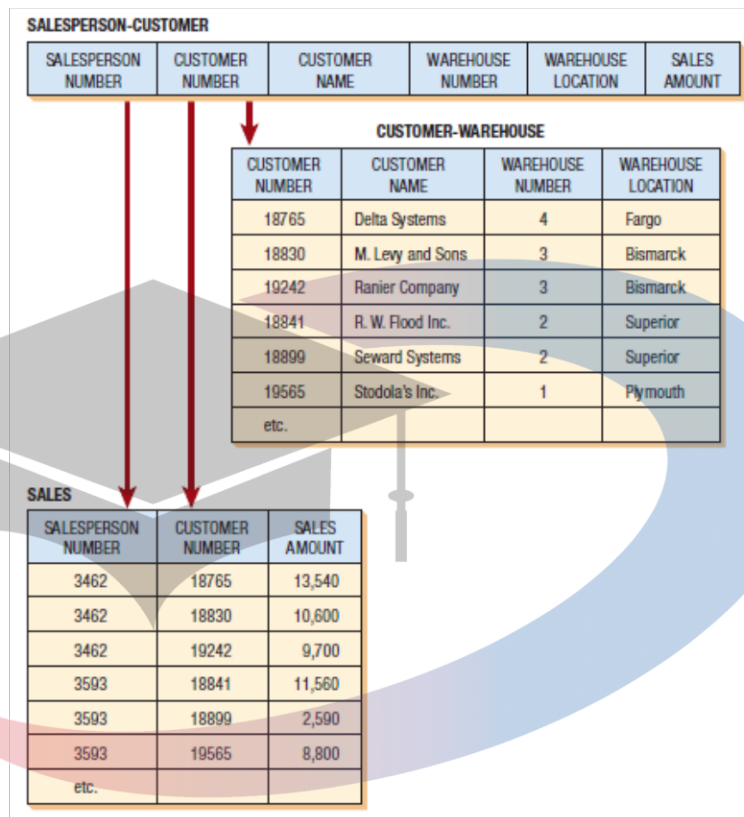 SALESPERSON-CUSTOMER
SALESPERSON NUMBER CUSTOMER NUMBER CUSTOMER NAME WAREHOUSE NUMBER WAREHOUSE LOCATION SALES AMOUNT
CUSTOMER-WAREHOUSE
CUSTOMER NUMBER CUSTOMER NAME WAREHOUSE NUMBER WAREHOUSE LOCATION
18765 Delta Systems 4 Fargo
18830 M. Levy and Sons 3 Bismarck
19242 Ranier Company 3 Bismarck
18841 R. W. Flood Inc. 2 Superior
18899 Seward Systems 2 Superior
19565 Stodola's Inc. 1 Plymouth
etc.
SALES
SALESPERSON NUMBER CUSTOMER NUMBER SALES AMOUNT
3462 18765 13,540
3462 18830 10,600
3462 19242 9,700
3593 18841 11,560
3593 18899 2,590
3593 19565 8,800
etc.